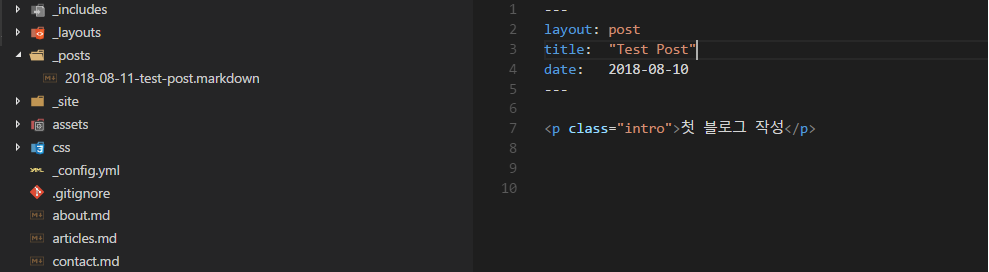 _includes
_layouts
_posts
2018-08-11-test-post.markdown
_site
assets
css
_config.yml
.gitignore
about.md
articles.md
contact.md
1 ---
2 layout: post
3 title:  "Test Post"
4 date:   2018-08-10
5 ---
6
7 <p class="intro">첫 블로그 작성</p>
8
9
10